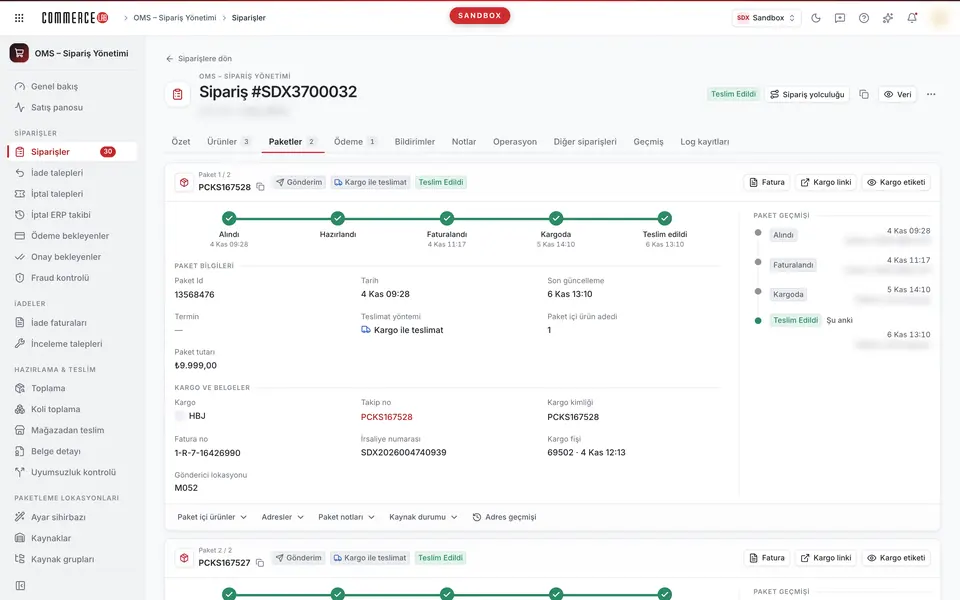 COMMERCE LAB
OMS – Sipariş Yönetimi
Siparişler
SANDBOX
SDX Sandbox
OMS – Sipariş Yönetimi
Genel bakış
Satış panosu
SİPARİŞLER
Siparişler 30
İade talepleri
İptal talepleri
İptal ERP takibi
Ödeme bekleyenler
Onay bekleyenler
Fraud kontrolü
İADELER
İade faturaları
İnceleme talepleri
HAZIRLAMA & TESLİM
Toplama
Koli toplama
Mağazadan teslim
Belge detayı
Uyumsuzluk kontrolü
PAKETLEME LOKASYONLARI
Ayar sihirbazı
Kaynaklar
Kaynak grupları
Siparişlere dön
OMS – SİPARİŞ YÖNETİMİ
Sipariş #SDX3700032
Teslim Edildi
Sipariş yolculuğu
Veri
Özet
Ürünler 3
Paketler 2
Ödeme 1
Bildirimler
Notlar
Operasyon
Diğer siparişleri
Geçmiş
Log kayıtları
Paket 1 / 2
PCKS167528
Gönderim
Kargo ile teslimat
Teslim Edildi
Fatura
Kargo linki
Kargo etiketi
Alındı
4 Kas 09:28
Hazırlandı
Faturalandı
4 Kas 11:17
Kargoda
5 Kas 14:10
Teslim edildi
6 Kas 13:10
PAKET BİLGİLERİ
Paket Id
13568476
Tarih
4 Kas 09:28
Son güncelleme
6 Kas 13:10
Termin
—
Teslimat yöntemi
Kargo ile teslimat
Paket içi ürün adedi
1
Paket tutarı
₺9.999,00
KARGO VE BELGELER
Kargo
HBJ
Takip no
PCKS167528
Kargo kimliği
PCKS167528
Fatura no
1-R-7-16426990
İrsaliye numarası
SDX2026004740939
Kargo fişi
69502 · 4 Kas 12:13
Gönderici lokasyonu
M052
PAKET GEÇMİŞİ
Alındı
4 Kas 09:28
Faturalandı
4 Kas 11:17
Kargoda
5 Kas 14:10
Teslim Edildi
Şu anki
6 Kas 13:10
Paket içi ürünler
Adresler
Paket notları
Kaynak durumu
Adres geçmişi
Paket 2 / 2
PCKS167527
Gönderim
Kargo ile teslimat
Teslim Edildi
Fatura
Kargo linki
Kargo etiketi
PAKET GEÇMİŞİ